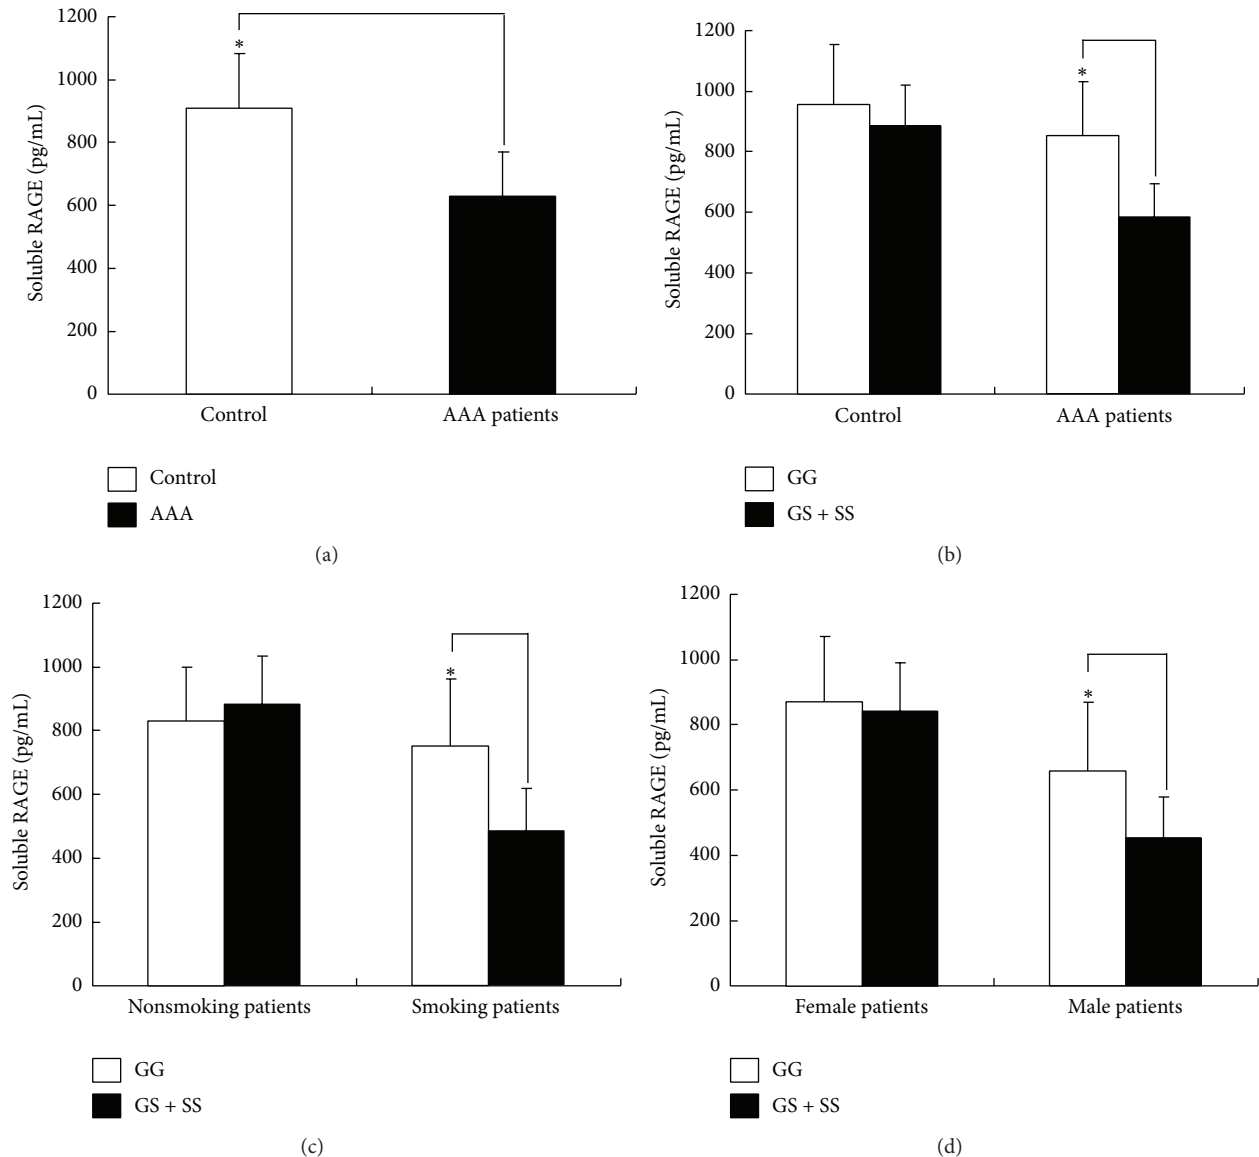 1200
1000
800
600
400
200
0
Soluble RAGE (pg/mL)
*
Control
AAA patients
Control
AAA
(a)
1200
1000
800
600
400
200
0
Soluble RAGE (pg/mL)
*
Control
AAA patients
GG
GS + SS
(b)
1200
1000
800
600
400
200
0
Soluble RAGE (pg/mL)
*
Nonsmoking patients
Smoking patients
GG
GS + SS
(c)
1200
1000
800
600
400
200
0
Soluble RAGE (pg/mL)
*
Female patients
Male patients
GG
GS + SS
(d)